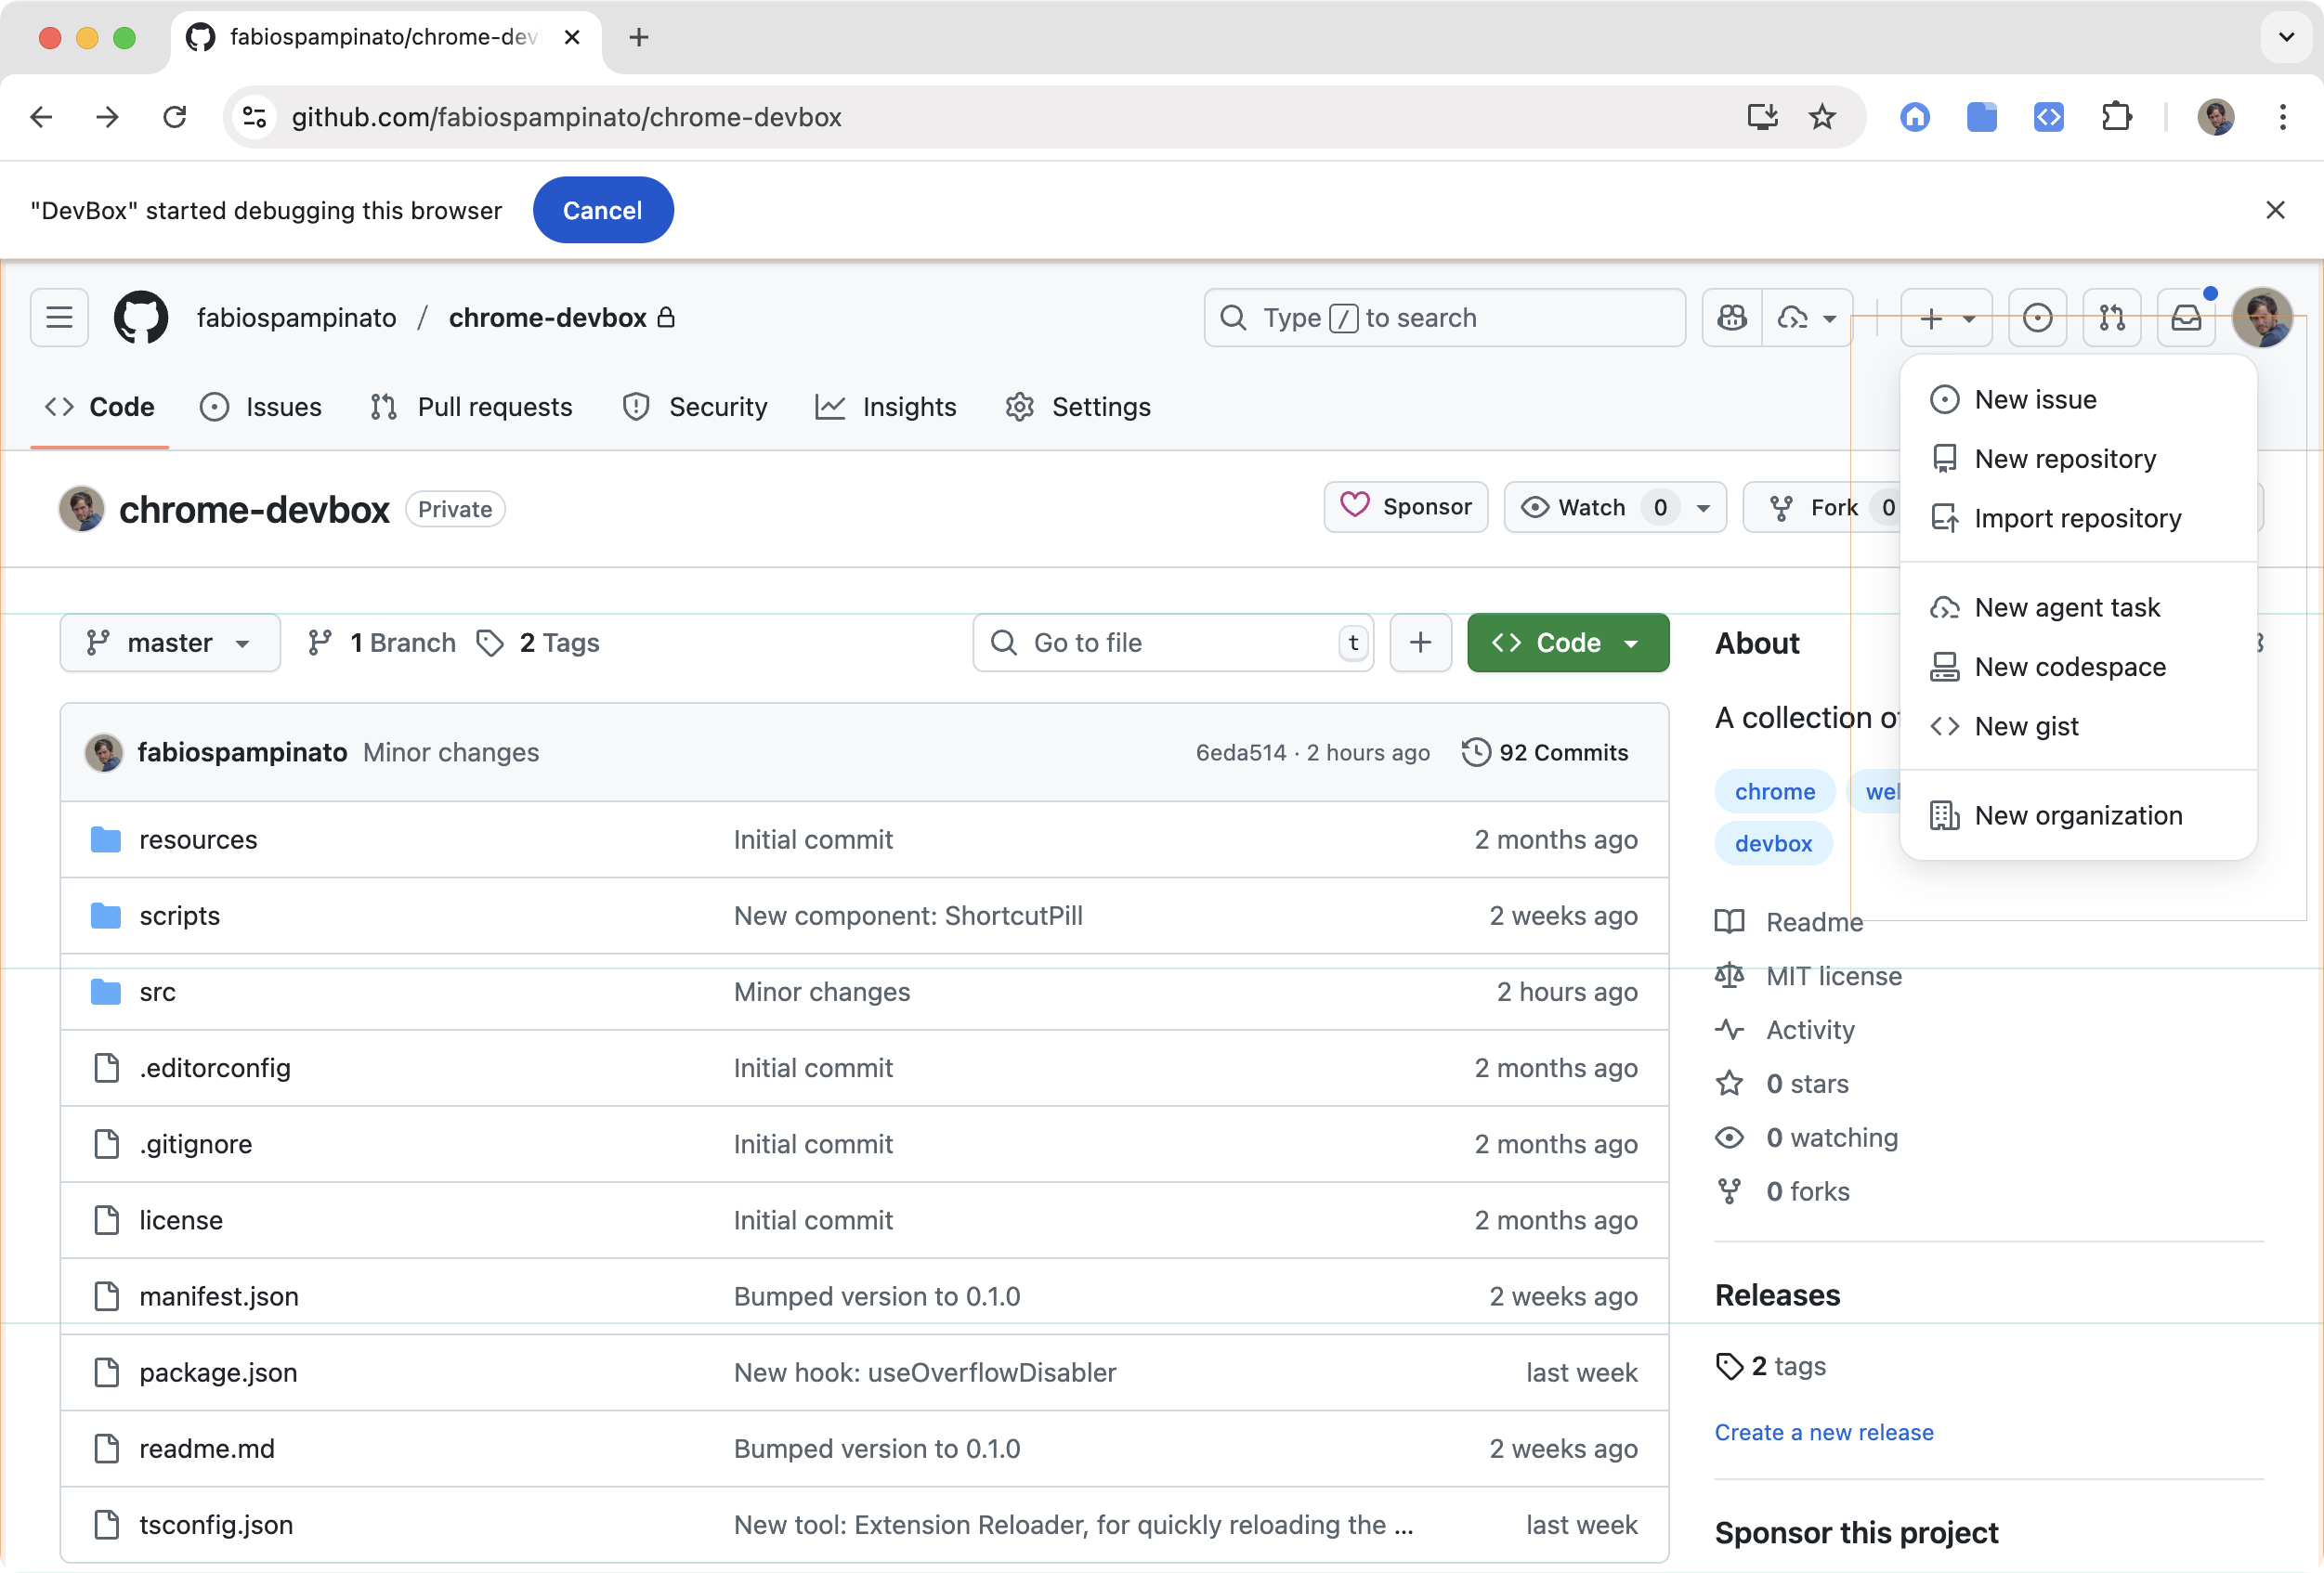 fabiospampinato/chrome-dev
github.com/fabiospampinato/chrome-devbox
"DevBox" started debugging this browser
Cancel
fabiospampinato / chrome-devbox
Type / to search
Code
Issues
Pull requests
Security
Insights
Settings
New issue
New repository
Import repository
New agent task
New codespace
New gist
New organization
chrome-devbox
Private
Sponsor
Watch 0
Fork 0
master
1 Branch
2 Tags
Go to file
t
Code
fabiospampinato Minor changes
6eda514 · 2 hours ago
92 Commits
resources Initial commit 2 months ago
scripts New component: ShortcutPill 2 weeks ago
src Minor changes 2 hours ago
.editorconfig Initial commit 2 months ago
.gitignore Initial commit 2 months ago
license Initial commit 2 months ago
manifest.json Bumped version to 0.1.0 2 weeks ago
package.json New hook: useOverflowDisabler last week
readme.md Bumped version to 0.1.0 2 weeks ago
tsconfig.json New tool: Extension Reloader, for quickly reloading the ... last week
About
A collection
chrome
devbox
Readme
MIT license
Activity
0 stars
0 watching
0 forks
Releases
2 tags
Create a new release
Sponsor this project